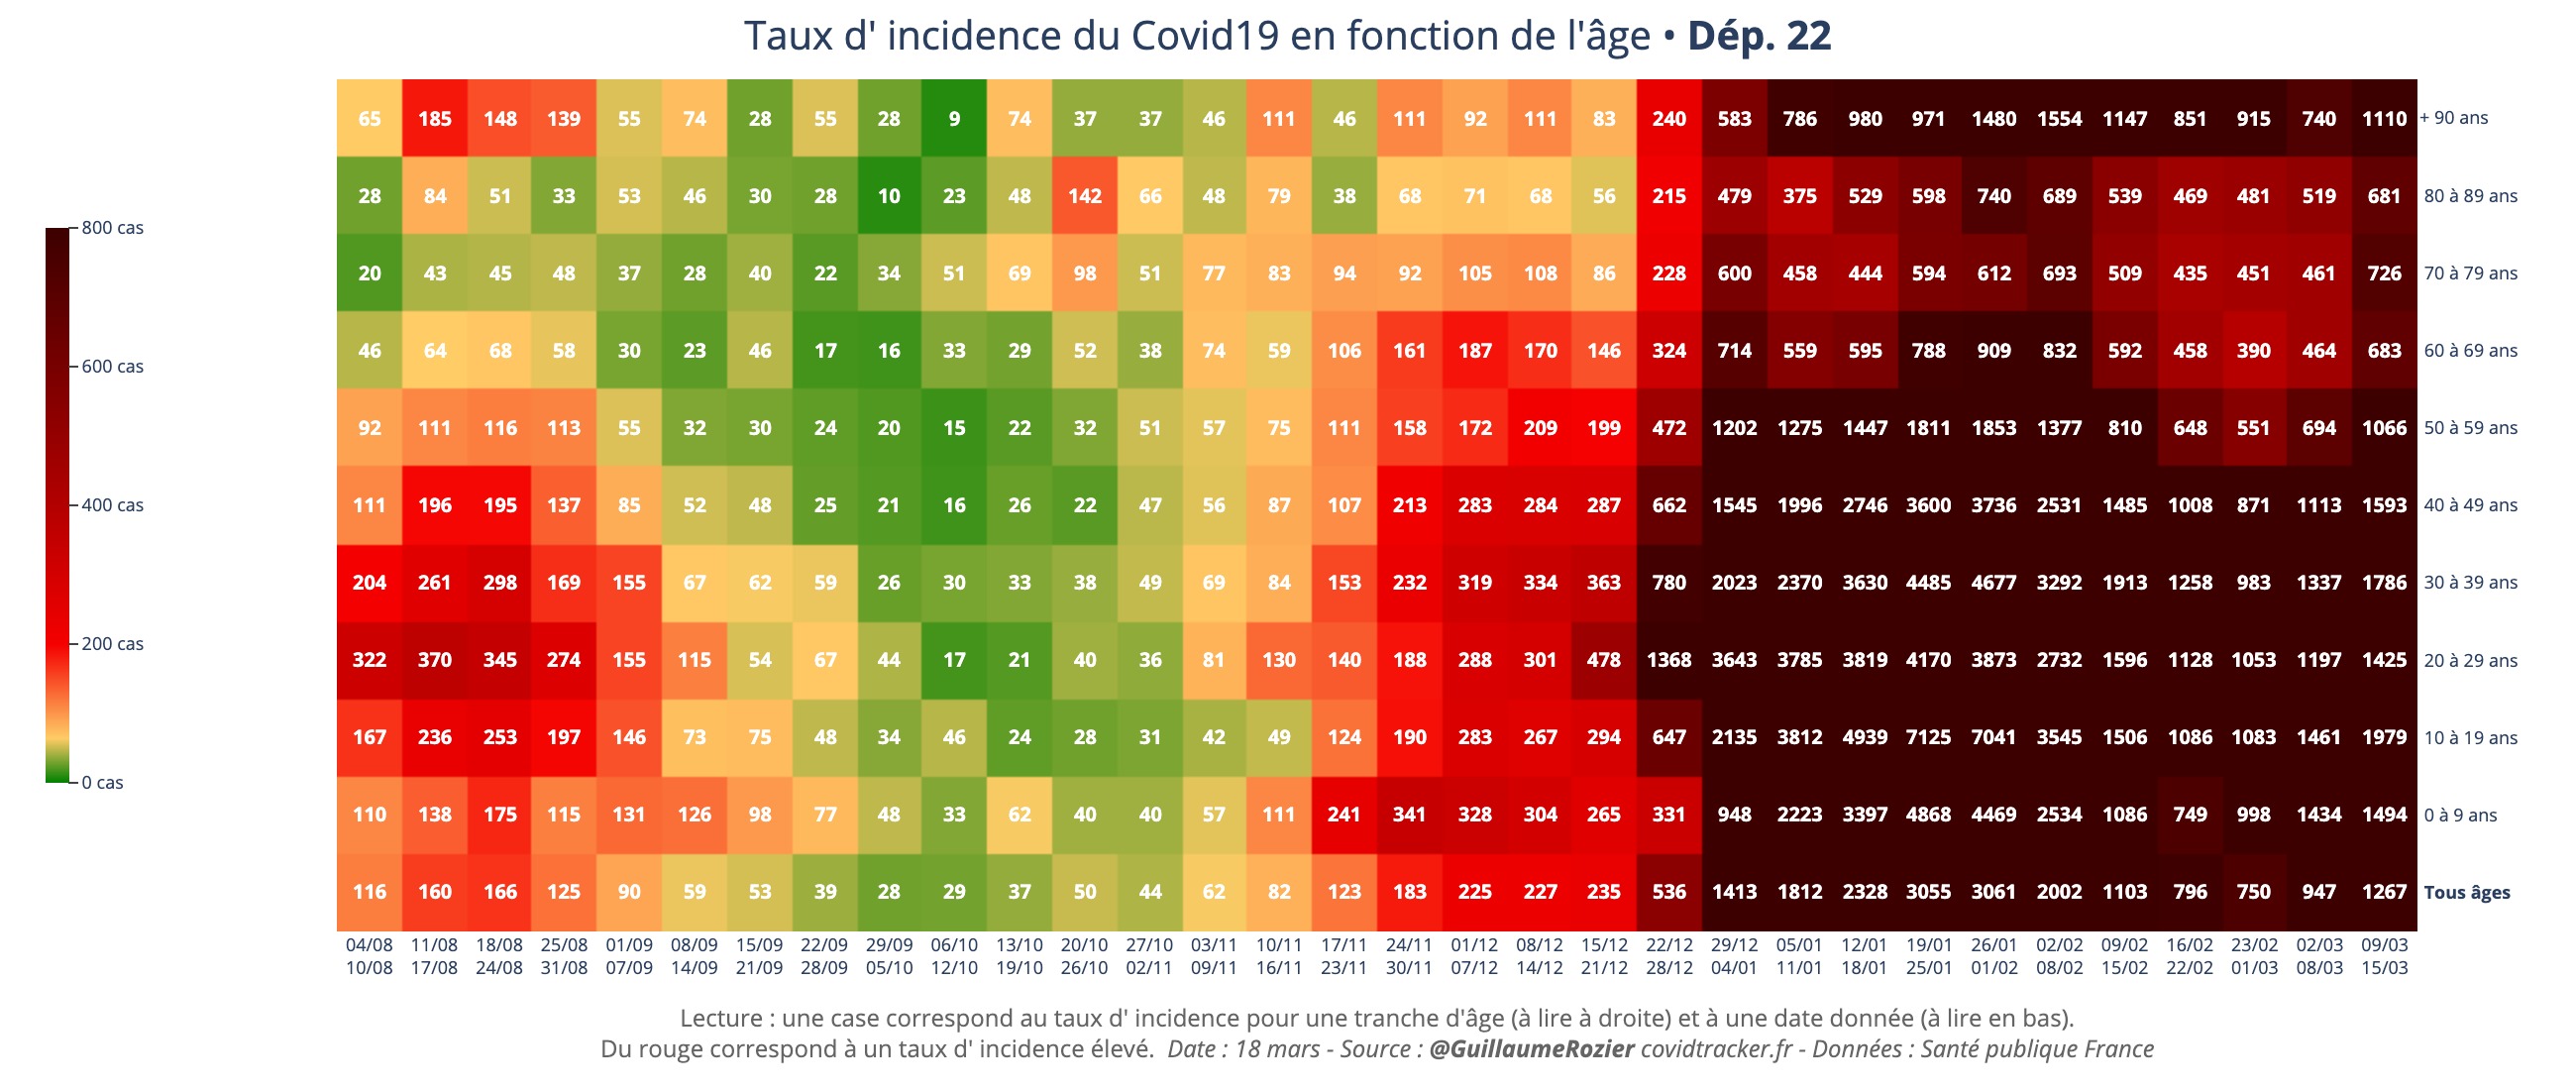 Taux d' incidence du Covid19 en fonction de l'âge • Dép. 22
800 cas
600 cas
400 cas
200 cas
0 cas
65 185 148 139 55 74 28 55 28 9 74 37 37 46 111 46 111 92 111 83 240 583 786 980 971 1480 1554 1147 851 915 740 1110 + 90 ans
28 84 51 33 53 46 30 28 10 23 48 142 66 48 79 38 68 71 68 56 215 479 375 529 598 740 689 539 469 481 519 681 80 à 89 ans
20 43 45 48 37 28 40 22 34 51 69 98 51 77 83 94 92 105 108 86 228 600 458 444 594 612 693 509 435 451 461 726 70 à 79 ans
46 64 68 58 30 23 46 17 16 33 29 52 38 74 59 106 161 187 170 146 324 714 559 595 788 909 832 592 458 390 464 683 60 à 69 ans
92 111 116 113 55 32 30 24 20 15 22 32 51 57 75 111 158 172 209 199 472 1202 1275 1447 1811 1853 1377 810 648 551 694 1066 50 à 59 ans
111 196 195 137 85 52 48 25 21 16 26 22 47 56 87 107 213 283 284 287 662 1545 1996 2746 3600 3736 2531 1485 1008 871 1113 1593 40 à 49 ans
204 261 298 169 155 67 62 59 26 30 33 38 49 69 84 153 232 319 334 363 780 2023 2370 3630 4485 4677 3292 1913 1258 983 1337 1786 30 à 39 ans
322 370 345 274 155 115 54 67 44 17 21 40 36 81 130 140 188 288 301 478 1368 3643 3785 3819 4170 3873 2732 1596 1128 1053 1197 1425 20 à 29 ans
167 236 253 197 146 73 75 48 34 46 24 28 31 42 49 124 190 283 267 294 647 2135 3812 4939 7125 7041 3545 1506 1086 1083 1461 1979 10 à 19 ans
110 138 175 115 131 126 98 77 48 33 62 40 40 57 111 241 341 328 304 265 331 948 2223 3397 4868 4469 2534 1086 749 998 1434 1494 0 à 9 ans
116 160 166 125 90 59 53 39 28 29 37 50 44 62 82 123 183 225 227 235 536 1413 1812 2328 3055 3061 2002 1103 796 750 947 1267 Tous âges
04/08 11/08 18/08 25/08 01/09 08/09 15/09 22/09 29/09 06/10 13/10 20/10 27/10 03/11 10/11 17/11 24/11 01/12 08/12 15/12 22/12 29/12 05/01 12/01 19/01 26/01 02/02 09/02 16/02 23/02 02/03 09/03
10/08 17/08 24/08 31/08 07/09 14/09 21/09 28/09 05/10 12/10 19/10 26/10 02/11 09/11 16/11 23/11 30/11 07/12 14/12 21/12 28/12 04/01 11/01 18/01 25/01 01/02 08/02 15/02 22/02 01/03 08/03 15/03
Lecture : une case correspond au taux d' incidence pour une tranche d'âge (à lire à droite) et à une date donnée (à lire en bas).
Du rouge correspond à un taux d' incidence élevé. Date : 18 mars - Source : @GuillaumeRozier covidtracker.fr - Données : Santé publique France